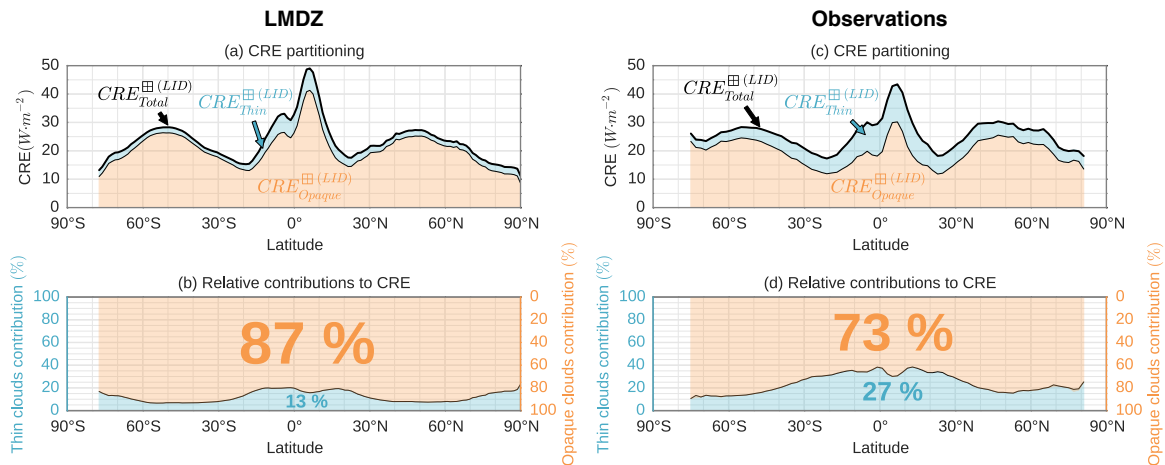 LMDZ
Observations
(a) CRE partitioning
(c) CRE partitioning
CRE (W·m⁻²)
50
40
30
20
10
0
CRE⊞(LID)Total
CRE⊞(LID)Thin
CRE⊞(LID)Opaque
90°S 60°S 30°S 0° 30°N 60°N 90°N
Latitude
CRE (W·m⁻²)
50
40
30
20
10
0
CRE⊞(LID)Total
CRE⊞(LID)Thin
CRE⊞(LID)Opaque
90°S 60°S 30°S 0° 30°N 60°N 90°N
Latitude
(b) Relative contributions to CRE
Thin clouds contribution (%)
100
80
60
40
20
0
87 %
13 %
0
20
40
60
80
100
Opaque clouds contribution (%)
90°S 60°S 30°S 0° 30°N 60°N 90°N
Latitude
(d) Relative contributions to CRE
Thin clouds contribution (%)
100
80
60
40
20
0
73 %
27 %
0
20
40
60
80
100
Opaque clouds contribution (%)
90°S 60°S 30°S 0° 30°N 60°N 90°N
Latitude